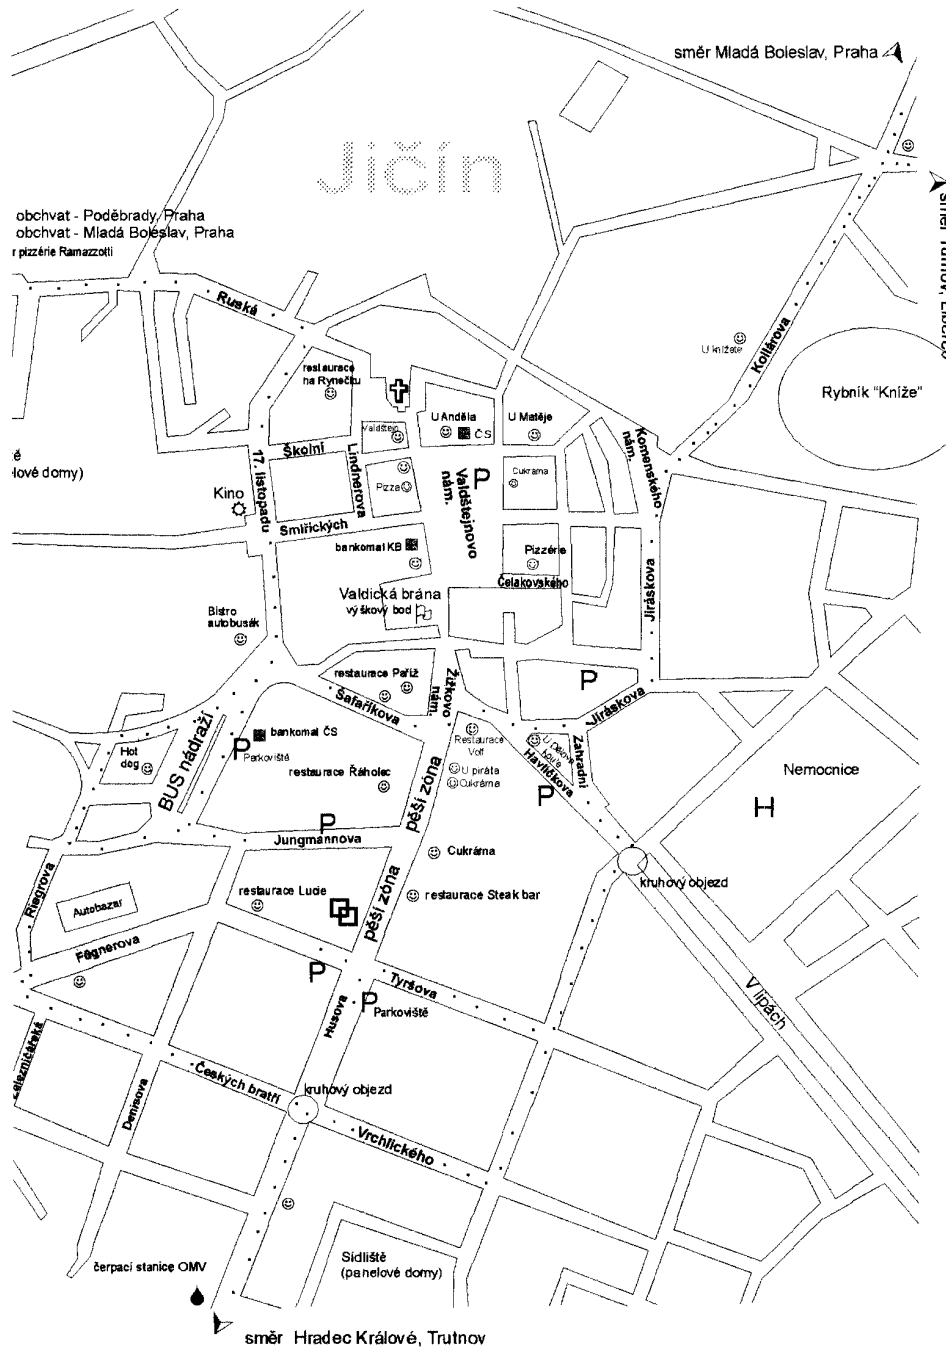 směr Mladá Boleslav, Praha
Jičín
obchvat - Poděbrady, Praha
obchvat - Mladá Boleslav, Praha
r pizzérie Ramazzotti
směr Turnov, Liberec
Ruská
Kollárova
U knížete
Rybník "Kníže"
restaurace
na Rynečku
U Anděla
ČS
U Matěje
Valdštejn
Školní
Komenského
nám.
elové domy)
17. listopadu
Lindnerova
Pizza
P
Valdštejnovo
nám.
Cukrárna
Kino
Smiřických
bankomat KB
Pizzérie
Čelakovského
Jiráskova
Valdická brána
výškový bod
Bistro
autobusák
restaurace Paříž
Šafaříkova
Žižkovo
nám.
P
Jiráskova
bankomat ČS
P
Parkoviště
Hot
dog
BUS nádraží
restaurace Řáholec
Restaurace
Volf
U piráta
Cukrárna
Havlíčkova
Zahradní
P
Nemocnice
H
pěší zóna
P
Jungmannova
Cukrárna
kruhový objezd
Riegrova
restaurace Lucie
pěší zóna
restaurace Steak bar
Autobazar
Fügnerova
P
Tyršova
V lipách
Husova
P
Parkoviště
Železničářská
Denisova
Českých bratří
kruhový objezd
Vrchlického
čerpací stanice OMV
Sídliště
(panelové domy)
směr Hradec Králové, Trutnov